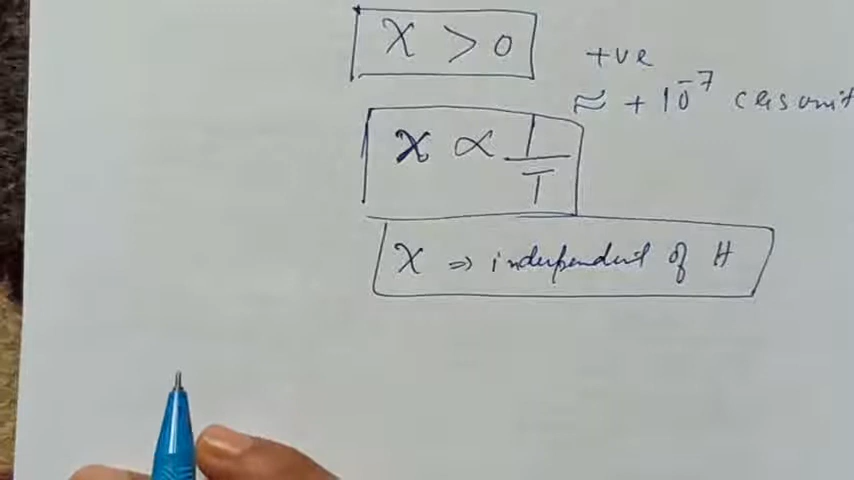 χ > 0
+ve
≈ +10⁻⁷ cgs unit
χ ∝ 1/T
χ ⇒ independent of H